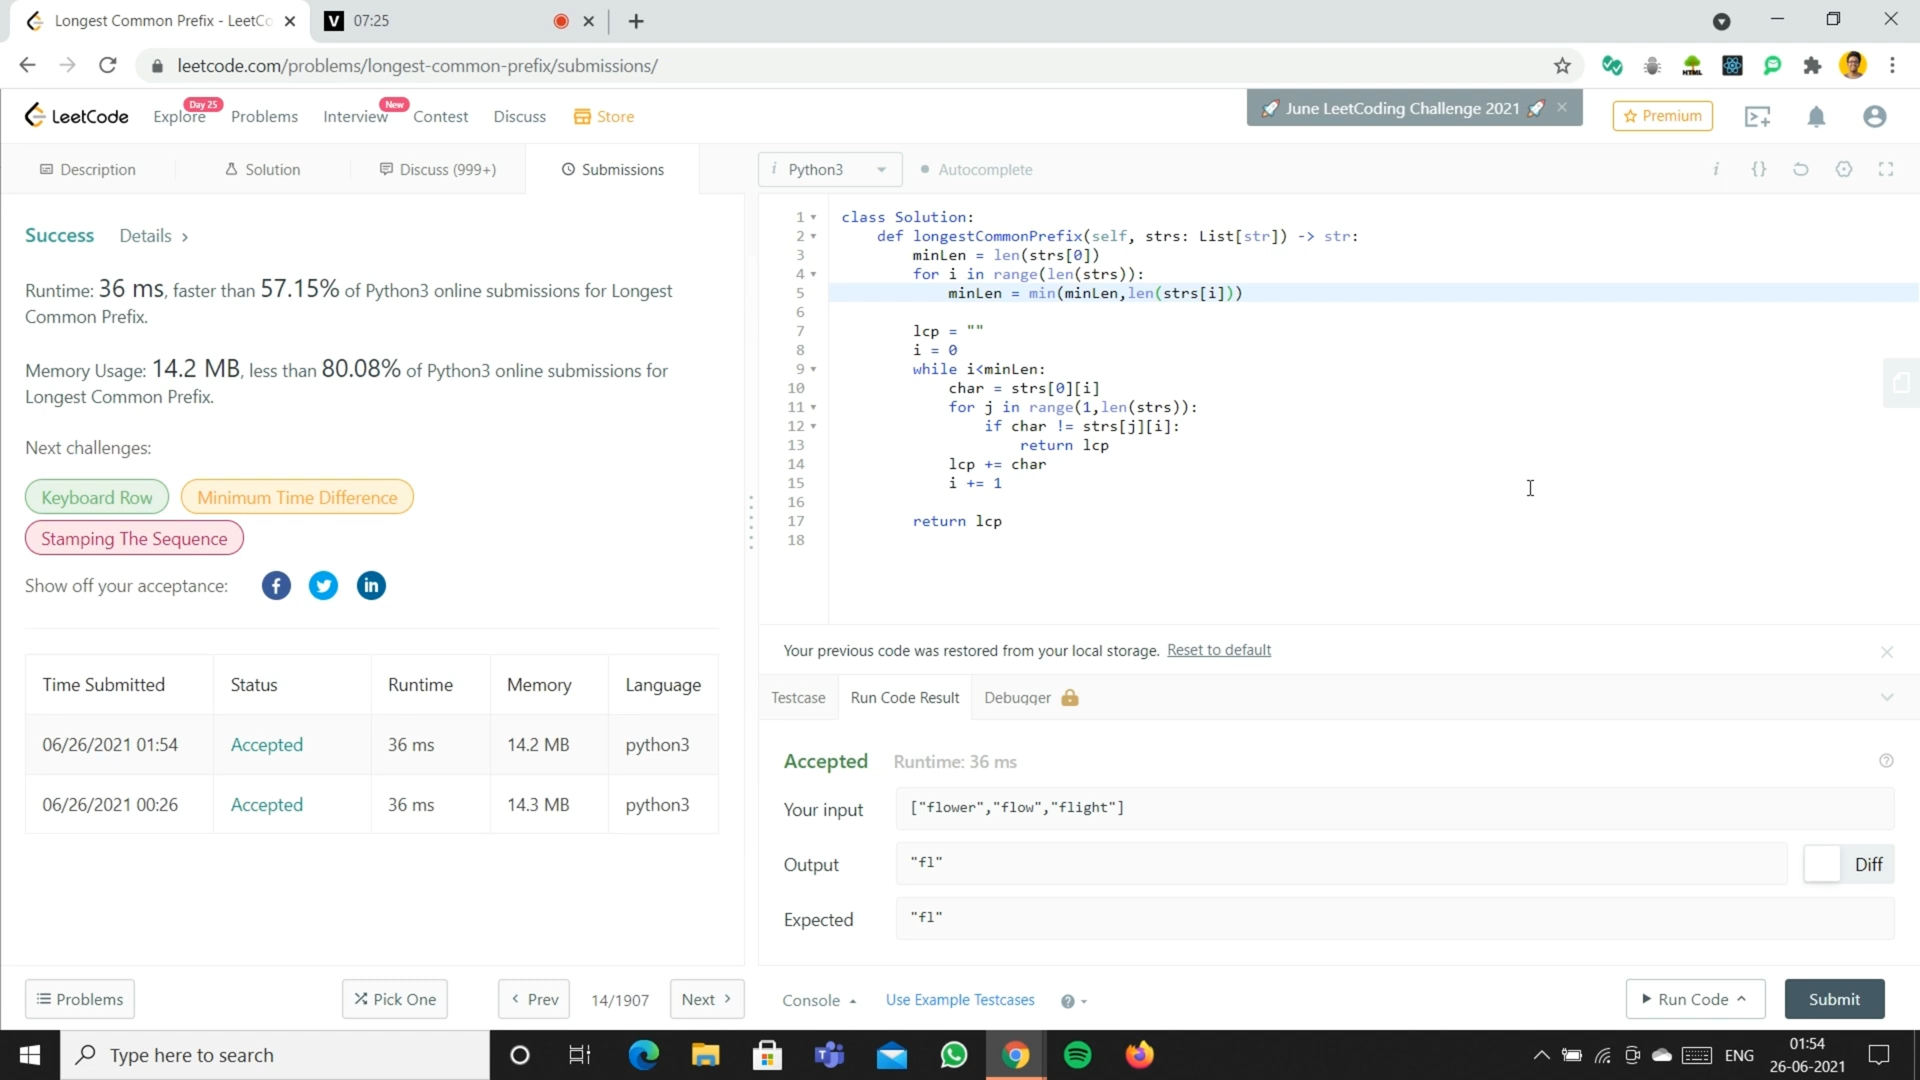 Longest Common Prefix - LeetCo
07:25
leetcode.com/problems/longest-common-prefix/submissions/
LeetCode
Explore
Day 25
Problems
Interview
New
Contest
Discuss
Store
🚀 June LeetCoding Challenge 2021 🚀
Premium
Description
Solution
Discuss (999+)
Submissions
i Python3
Autocomplete
Success
Details >
Runtime: 36 ms, faster than 57.15% of Python3 online submissions for Longest
Common Prefix.
Memory Usage: 14.2 MB, less than 80.08% of Python3 online submissions for
Longest Common Prefix.
Next challenges:
Keyboard Row
Minimum Time Difference
Stamping The Sequence
Show off your acceptance:
Time Submitted Status Runtime Memory Language
06/26/2021 01:54 Accepted 36 ms 14.2 MB python3
06/26/2021 00:26 Accepted 36 ms 14.3 MB python3
1 class Solution:
2     def longestCommonPrefix(self, strs: List[str]) -> str:
3         minLen = len(strs[0])
4         for i in range(len(strs)):
5             minLen = min(minLen,len(strs[i]))
6
7         lcp = ""
8         i = 0
9         while i<minLen:
10             char = strs[0][i]
11             for j in range(1,len(strs)):
12                 if char != strs[j][i]:
13                     return lcp
14             lcp += char
15             i += 1
16
17         return lcp
18
Your previous code was restored from your local storage. Reset to default
Testcase
Run Code Result
Debugger
Accepted Runtime: 36 ms
Your input ["flower","flow","flight"]
Output "fl"
Diff
Expected "fl"
Problems
Pick One
< Prev
14/1907
Next >
Console
Use Example Testcases
Run Code
Submit
Type here to search
ENG
01:54
26-06-2021